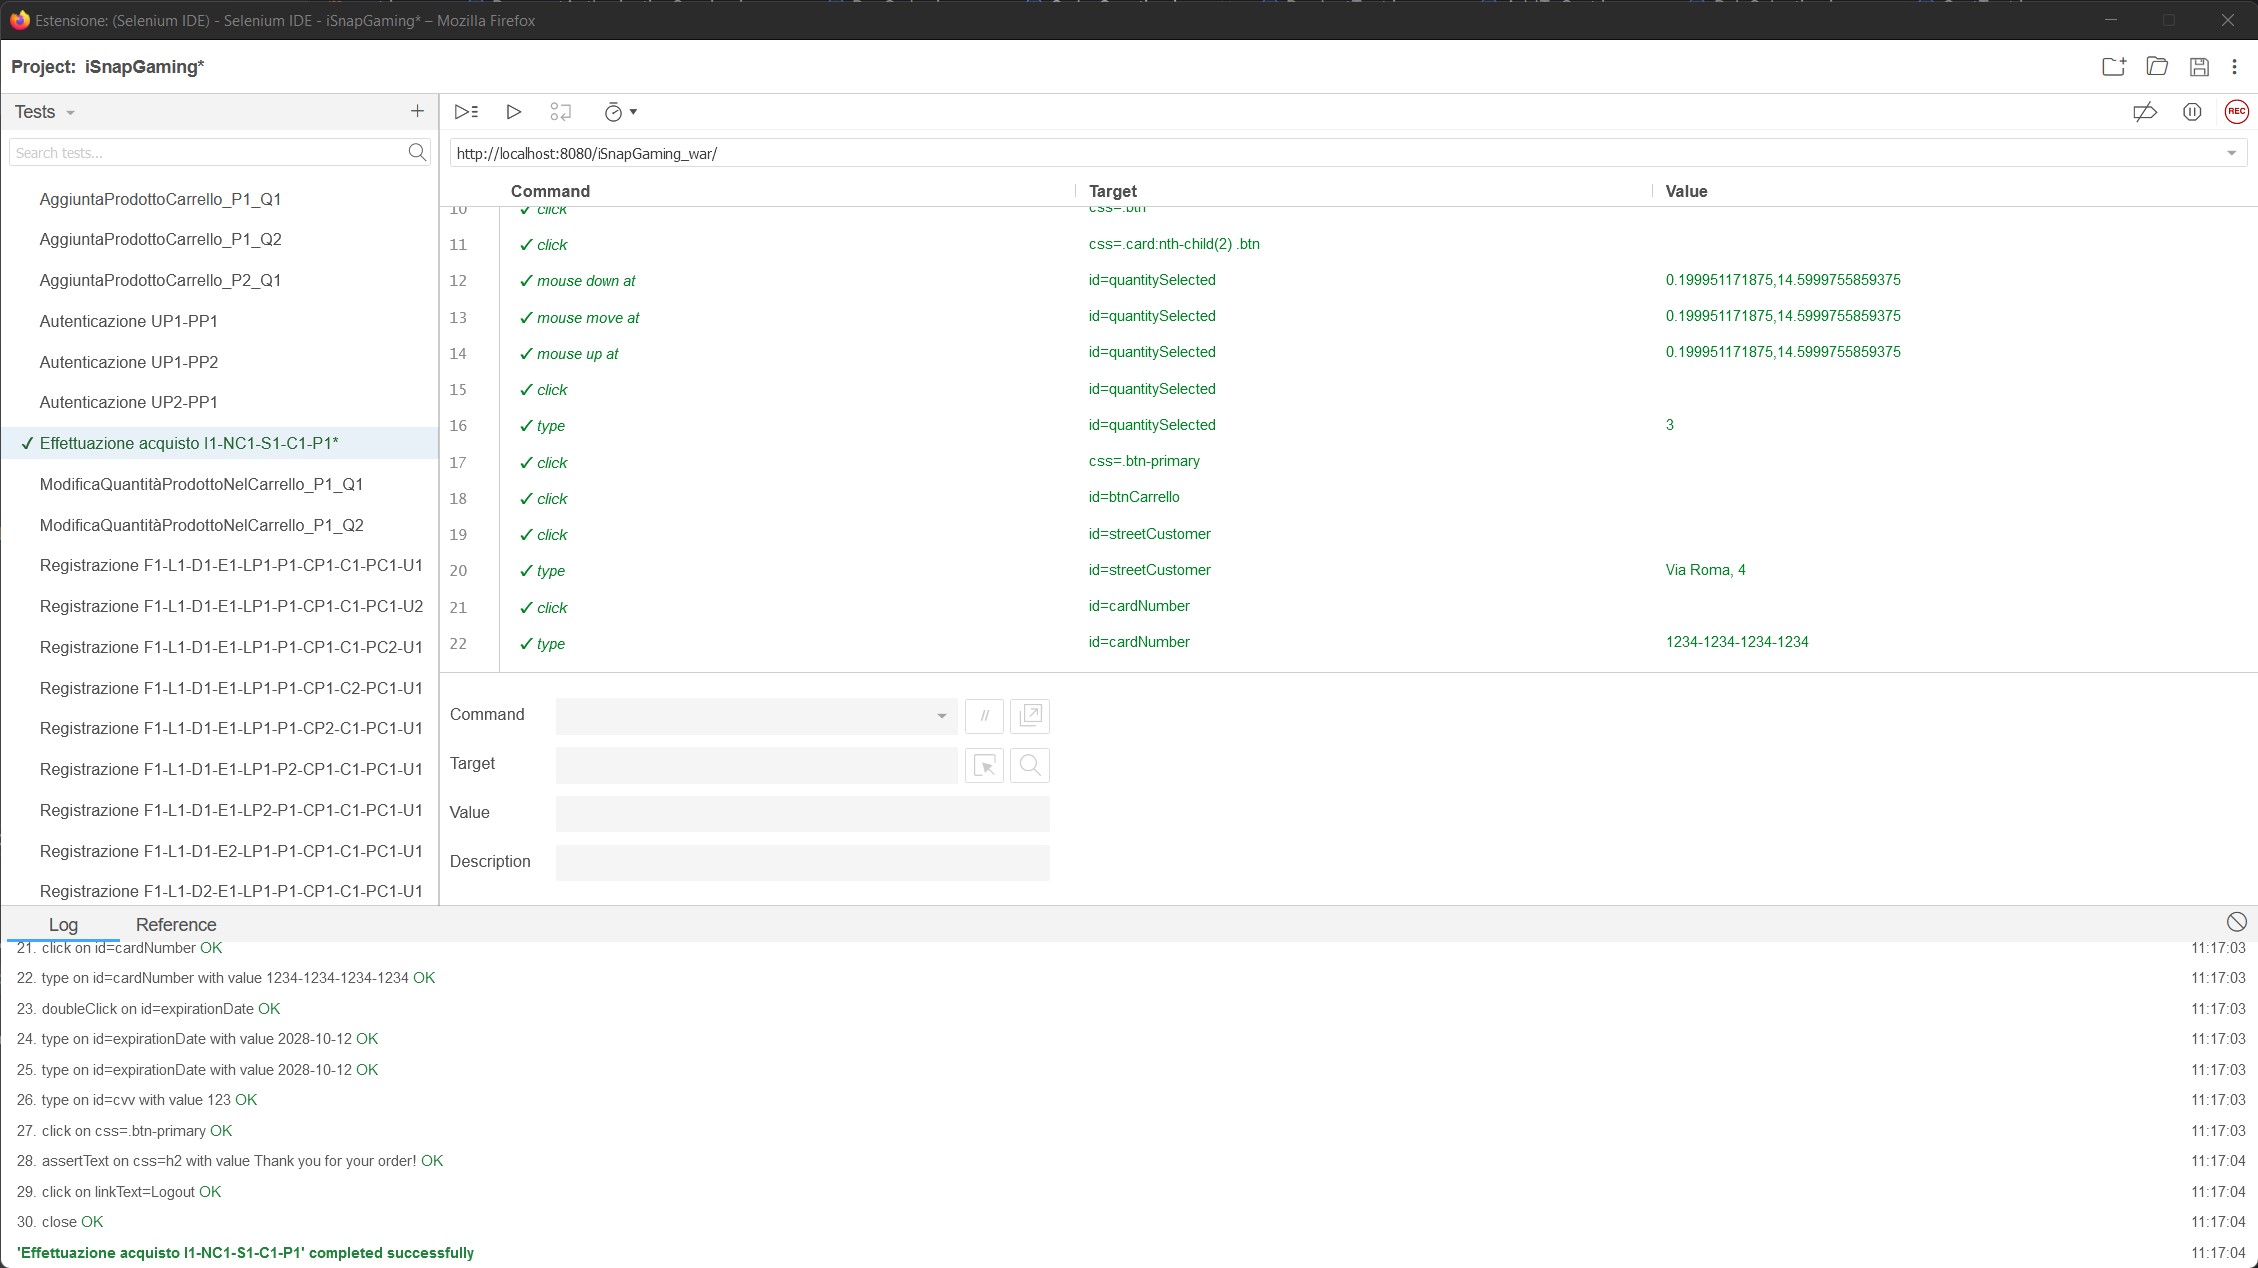 Estensione: (Selenium IDE) - Selenium IDE - iSnapGaming* – Mozilla Firefox
Project: iSnapGaming*
Tests
Search tests...
AggiuntaProdottoCarrello_P1_Q1
AggiuntaProdottoCarrello_P1_Q2
AggiuntaProdottoCarrello_P2_Q1
Autenticazione UP1-PP1
Autenticazione UP1-PP2
Autenticazione UP2-PP1
✓ Effettuazione acquisto I1-NC1-S1-C1-P1*
ModificaQuantitàProdottoNelCarrello_P1_Q1
ModificaQuantitàProdottoNelCarrello_P1_Q2
Registrazione F1-L1-D1-E1-LP1-P1-CP1-C1-PC1-U1
Registrazione F1-L1-D1-E1-LP1-P1-CP1-C1-PC1-U2
Registrazione F1-L1-D1-E1-LP1-P1-CP1-C1-PC2-U1
Registrazione F1-L1-D1-E1-LP1-P1-CP1-C2-PC1-U1
Registrazione F1-L1-D1-E1-LP1-P1-CP2-C1-PC1-U1
Registrazione F1-L1-D1-E1-LP1-P2-CP1-C1-PC1-U1
Registrazione F1-L1-D1-E1-LP2-P1-CP1-C1-PC1-U1
Registrazione F1-L1-D1-E2-LP1-P1-CP1-C1-PC1-U1
Registrazione F1-L1-D2-E1-LP1-P1-CP1-C1-PC1-U1
REC
http://localhost:8080/iSnapGaming_war/
Command Target Value
10 ✓ click css=.btn
11 ✓ click css=.card:nth-child(2) .btn
12 ✓ mouse down at id=quantitySelected 0.199951171875,14.5999755859375
13 ✓ mouse move at id=quantitySelected 0.199951171875,14.5999755859375
14 ✓ mouse up at id=quantitySelected 0.199951171875,14.5999755859375
15 ✓ click id=quantitySelected
16 ✓ type id=quantitySelected 3
17 ✓ click css=.btn-primary
18 ✓ click id=btnCarrello
19 ✓ click id=streetCustomer
20 ✓ type id=streetCustomer Via Roma, 4
21 ✓ click id=cardNumber
22 ✓ type id=cardNumber 1234-1234-1234-1234
Command //
Target
Value
Description
Log Reference
21. click on id=cardNumber OK 11:17:03
22. type on id=cardNumber with value 1234-1234-1234-1234 OK 11:17:03
23. doubleClick on id=expirationDate OK 11:17:03
24. type on id=expirationDate with value 2028-10-12 OK 11:17:03
25. type on id=expirationDate with value 2028-10-12 OK 11:17:03
26. type on id=cvv with value 123 OK 11:17:03
27. click on css=.btn-primary OK 11:17:03
28. assertText on css=h2 with value Thank you for your order! OK 11:17:04
29. click on linkText=Logout OK 11:17:04
30. close OK 11:17:04
'Effettuazione acquisto I1-NC1-S1-C1-P1' completed successfully 11:17:04